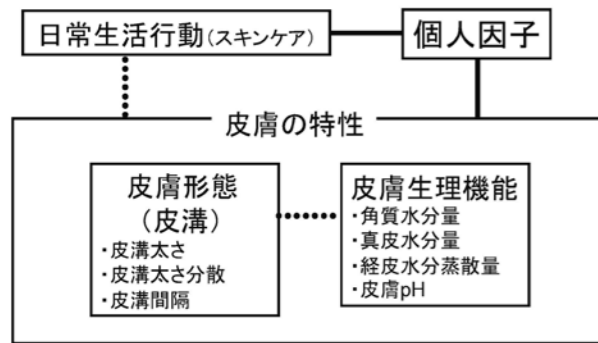 日常生活行動(スキンケア)
個人因子
皮膚の特性
皮膚形態
(皮溝)
・皮溝太さ
・皮溝太さ分散
・皮溝間隔
皮膚生理機能
・角質水分量
・真皮水分量
・経皮水分蒸散量
・皮膚pH